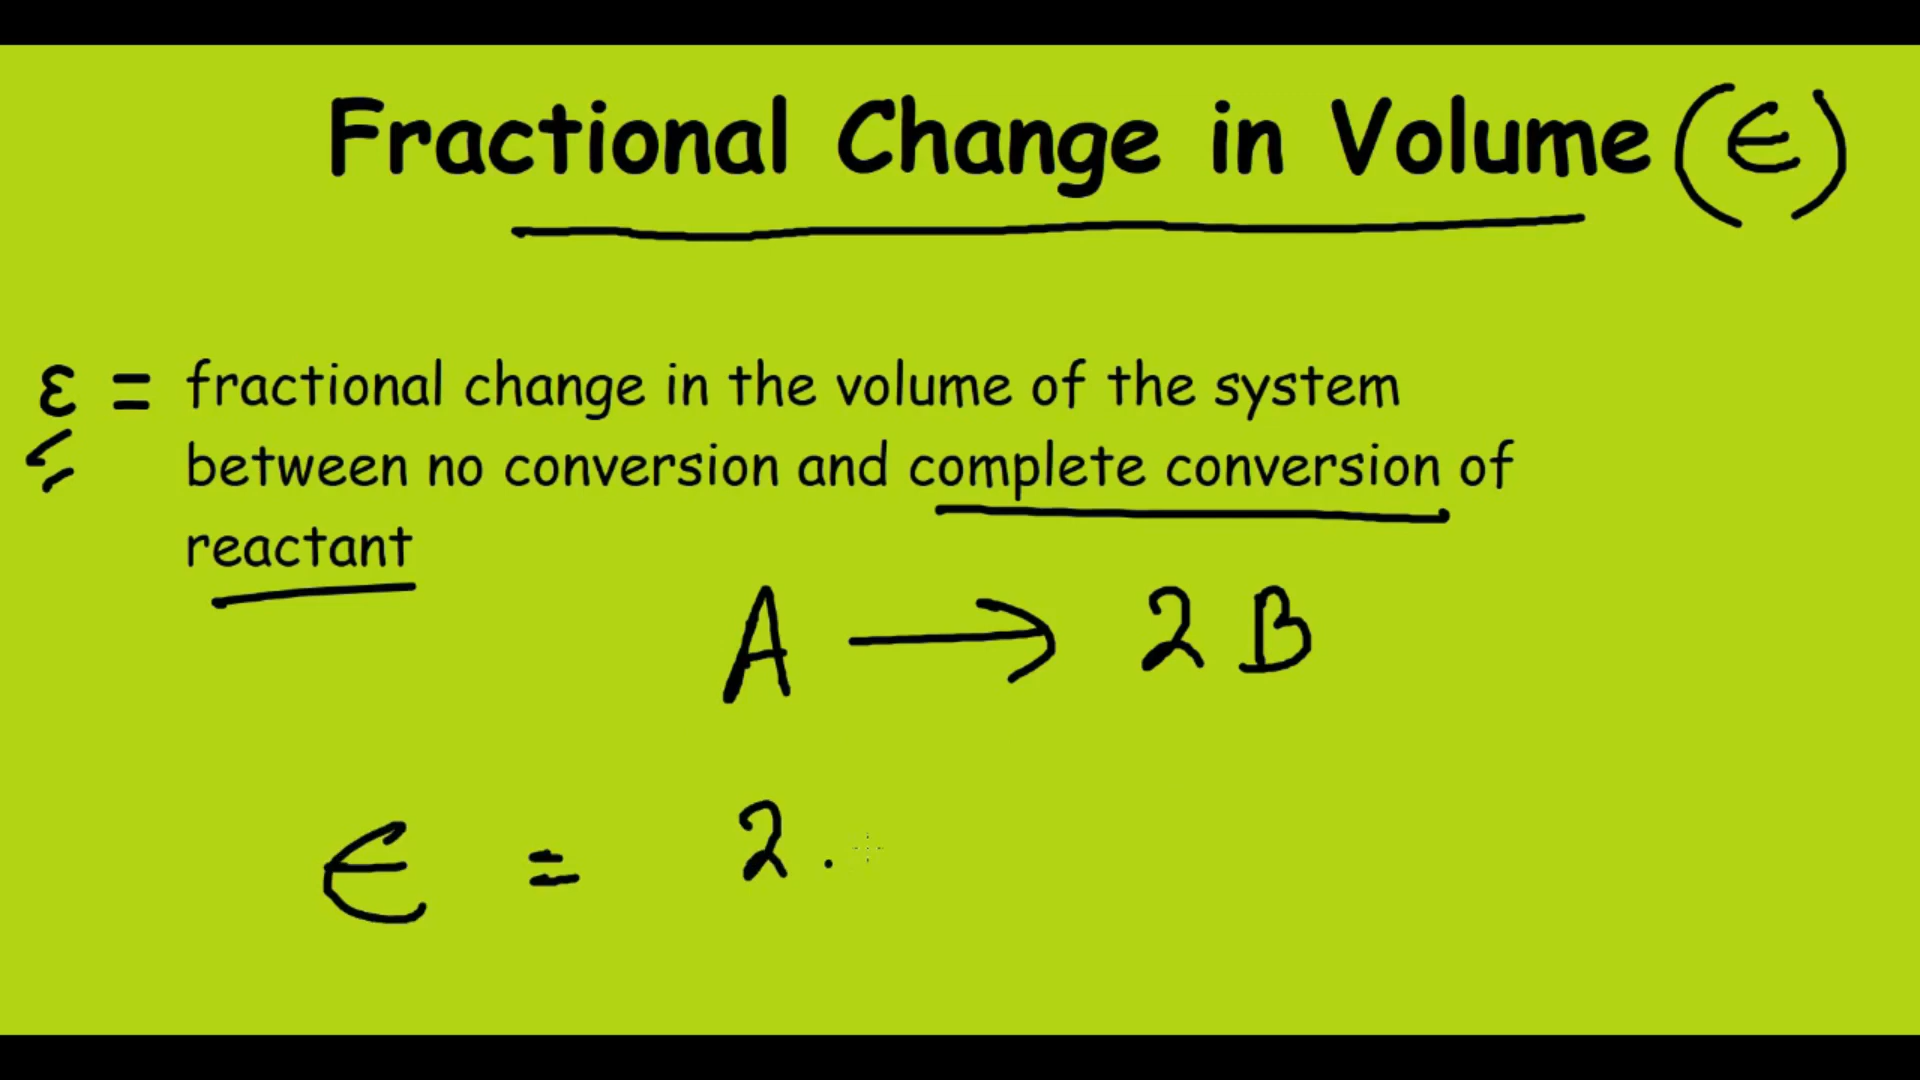 Fractional Change in Volume (ε)
ε = fractional change in the volume of the system
between no conversion and complete conversion of
reactant
A → 2B
ε = 2 .